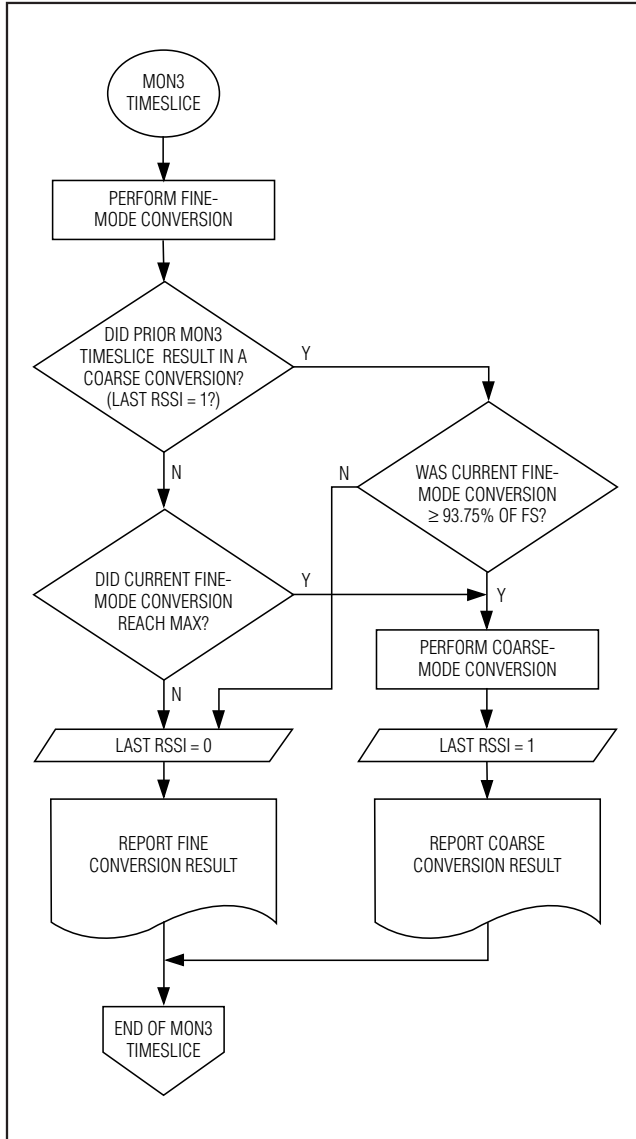 MON3
TIMESLICE
PERFORM FINE-
MODE CONVERSION
DID PRIOR MON3
TIMESLICE RESULT IN A
COARSE CONVERSION?
(LAST RSSI = 1?)
Y
N
N
WAS CURRENT FINE-
MODE CONVERSION
≥ 93.75% OF FS?
DID CURRENT FINE-
MODE CONVERSION
REACH MAX?
Y
Y
N
PERFORM COARSE-
MODE CONVERSION
LAST RSSI = 0
LAST RSSI = 1
REPORT FINE
CONVERSION RESULT
REPORT COARSE
CONVERSION RESULT
END OF MON3
TIMESLICE